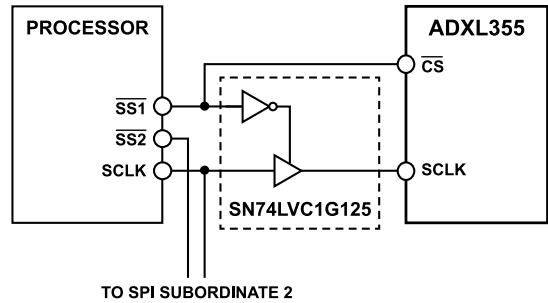 PROCESSOR
ADXL355
CS
SS1
SS2
SCLK
SCLK
SN74LVC1G125
TO SPI SUBORDINATE 2